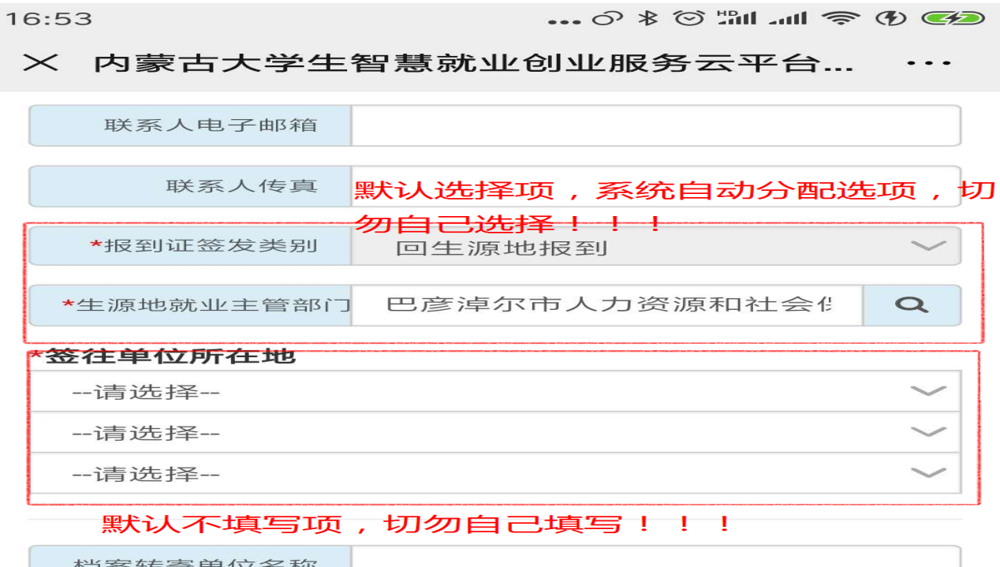 16:53
内蒙古大学生智慧就业创业服务云平台...
联系人电子邮箱
联系人传真
默认选择项，系统自动分配选项，切
勿自己选择！！！
*报到证签发类别 回生源地报到
*生源地就业主管部门 巴彦淖尔市人力资源和社会
*签往单位所在地
--请选择--
--请选择--
--请选择--
默认不填写项，切勿自己填写！！！
档案转寄单位名称